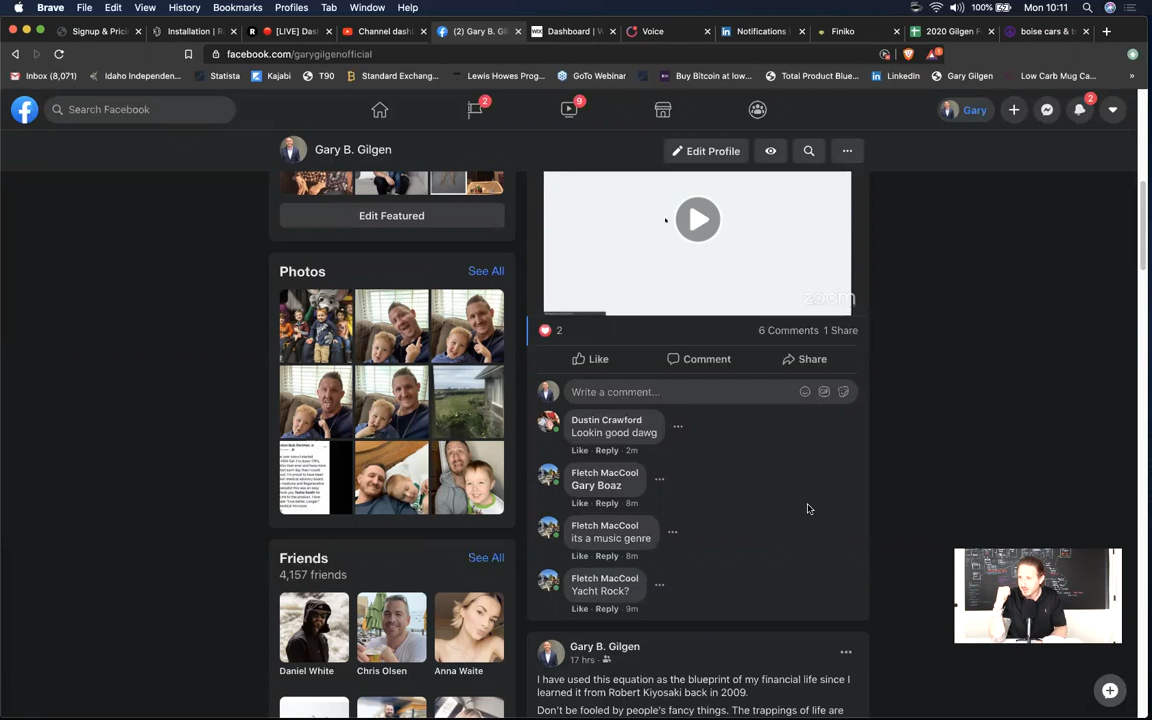 Brave File Edit View History Bookmarks Profiles Tab Window Help 100% Mon 10:11
Signup & Prici Installation | R [LIVE] Das Channel dash (2) Gary B. Gil Dashboard | W Voice Notifications Finiko 2020 Gilgen F boise cars & t
facebook.com/garygilgenofficial
Inbox (8,071) Idaho Independen... Statista Kajabi T90 Standard Exchang... Lewis Howes Prog... GoTo Webinar Buy Bitcoin at low... Total Product Blue... LinkedIn Gary Gilgen Low Carb Mug Ca... »
Search Facebook 2 9 Gary 2
Gary B. Gilgen Edit Profile
Edit Featured
zoom
Photos See All
2 6 Comments 1 Share
Like Comment Share
Write a comment...
Dustin Crawford
Lookin good dawg
Like · Reply · 2m
Fletch MacCool
Gary Boaz
Like · Reply · 8m
Fletch MacCool
its a music genre
Like · Reply · 8m
Fletch MacCool
Yacht Rock?
Like · Reply · 9m
Friends See All
4,157 friends
Daniel White Chris Olsen Anna Waite
Gary B. Gilgen
17 hrs ·
I have used this equation as the blueprint of my financial life since I
learned it from Robert Kiyosaki back in 2009.
Don't be fooled by people's fancy things. The trappings of life are